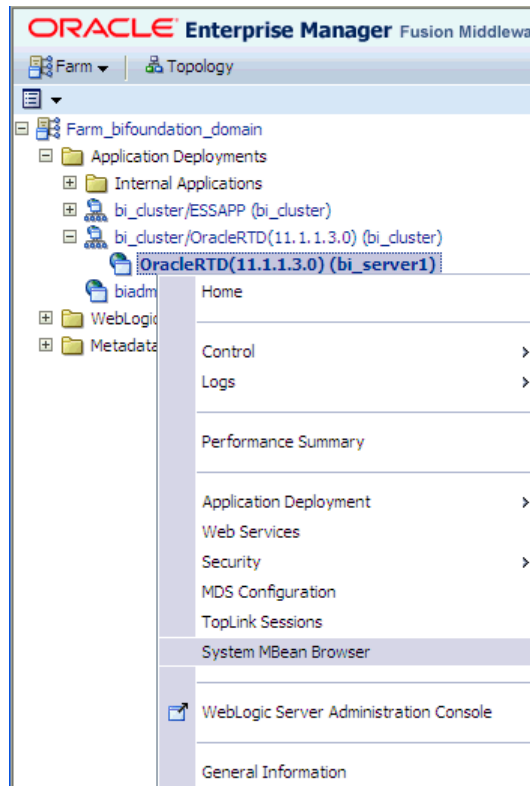 ORACLE Enterprise Manager Fusion Middlewa
Farm Topology
Farm_bifoundation_domain
Application Deployments
Internal Applications
bi_cluster/ESSAPP (bi_cluster)
bi_cluster/OracleRTD(11.1.1.3.0) (bi_cluster)
OracleRTD(11.1.1.3.0) (bi_server1)
biadm
Home
WebLogic
Metadata
Control
Logs
Performance Summary
Application Deployment
Web Services
Security
MDS Configuration
TopLink Sessions
System MBean Browser
WebLogic Server Administration Console
General Information